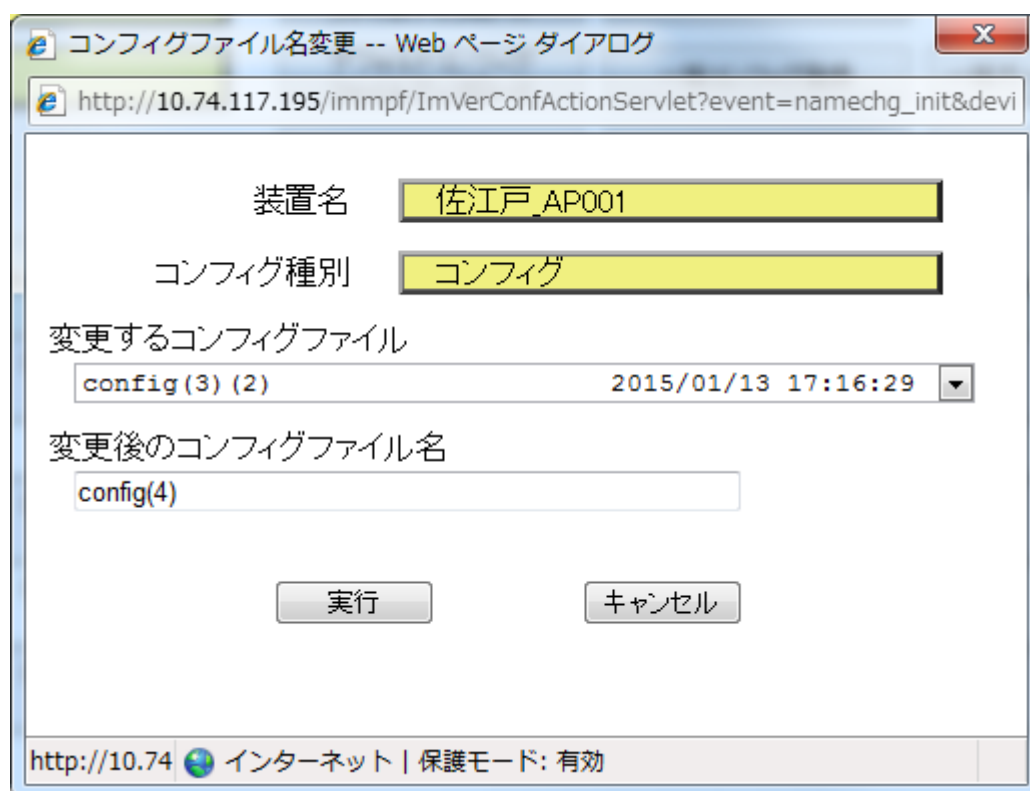 コンフィグファイル名変更 -- Web ページ ダイアログ
http://10.74.117.195/immpf/ImVerConfActionServlet?event=namechg_init&devi
装置名 佐江戸_AP001
コンフィグ種別 コンフィグ
変更するコンフィグファイル
config(3)(2) 2015/01/13 17:16:29
変更後のコンフィグファイル名
config(4)
実行 キャンセル
http://10.74 インターネット | 保護モード: 有効